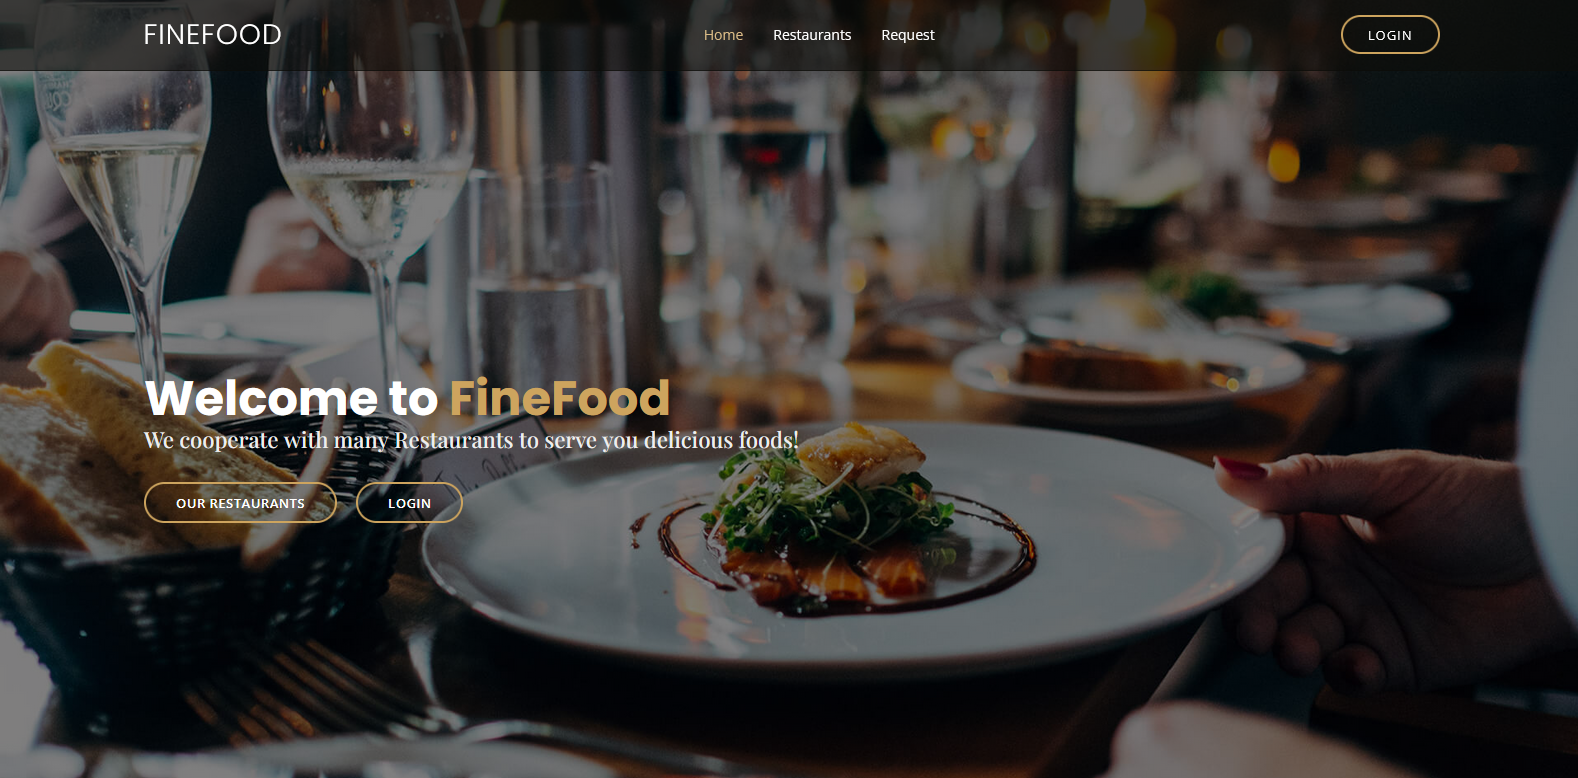 FINEFOOD
Home Restaurants Request
LOGIN
Welcome to FineFood
We cooperate with many Restaurants to serve you delicious foods!
OUR RESTAURANTS LOGIN